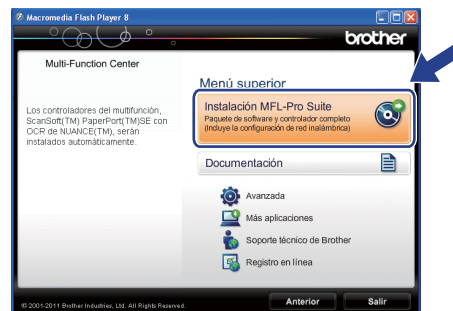 Macromedia Flash Player 8
brother
Multi-Function Center
Menú superior
Los controladores del multifunción,
ScanSoft(TM) PaperPort(TM)SE con
OCR de NUANCE(TM), serán
instalados automáticamente.
Instalación MFL-Pro Suite
Paquete de software y controlador completo
(Incluye la configuración de red inalámbrica)
Documentación
Avanzada
Más aplicaciones
Soporte técnico de Brother
Registro en línea
© 2001-2011 Brother Industries, Ltd. All Rights Reserved.
Anterior
Salir